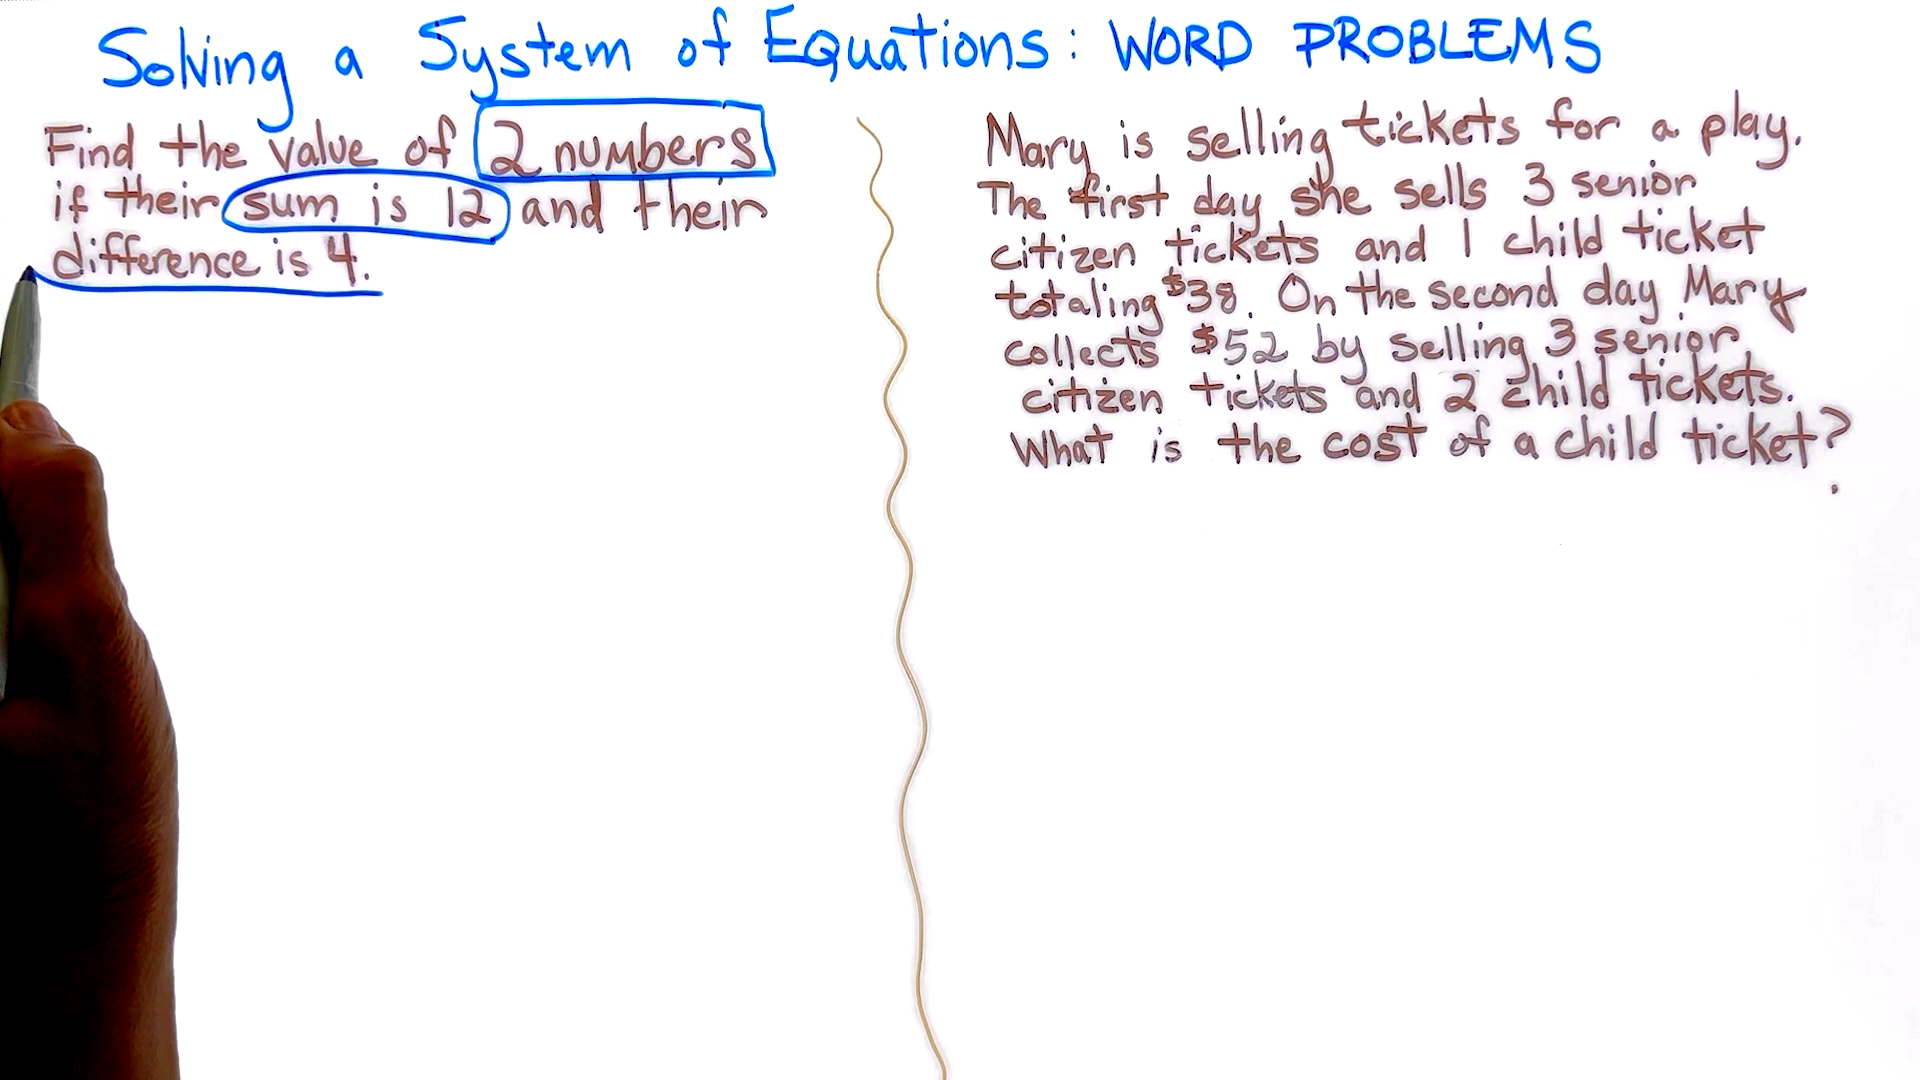 Solving a System of Equations: WORD PROBLEMS
Find the value of 2 numbers
if their sum is 12 and their
difference is 4.
Mary is selling tickets for a play.
The first day she sells 3 senior
citizen tickets and 1 child ticket
totaling $38. On the second day Mary
collects $52 by selling 3 senior
citizen tickets and 2 child tickets.
What is the cost of a child ticket?